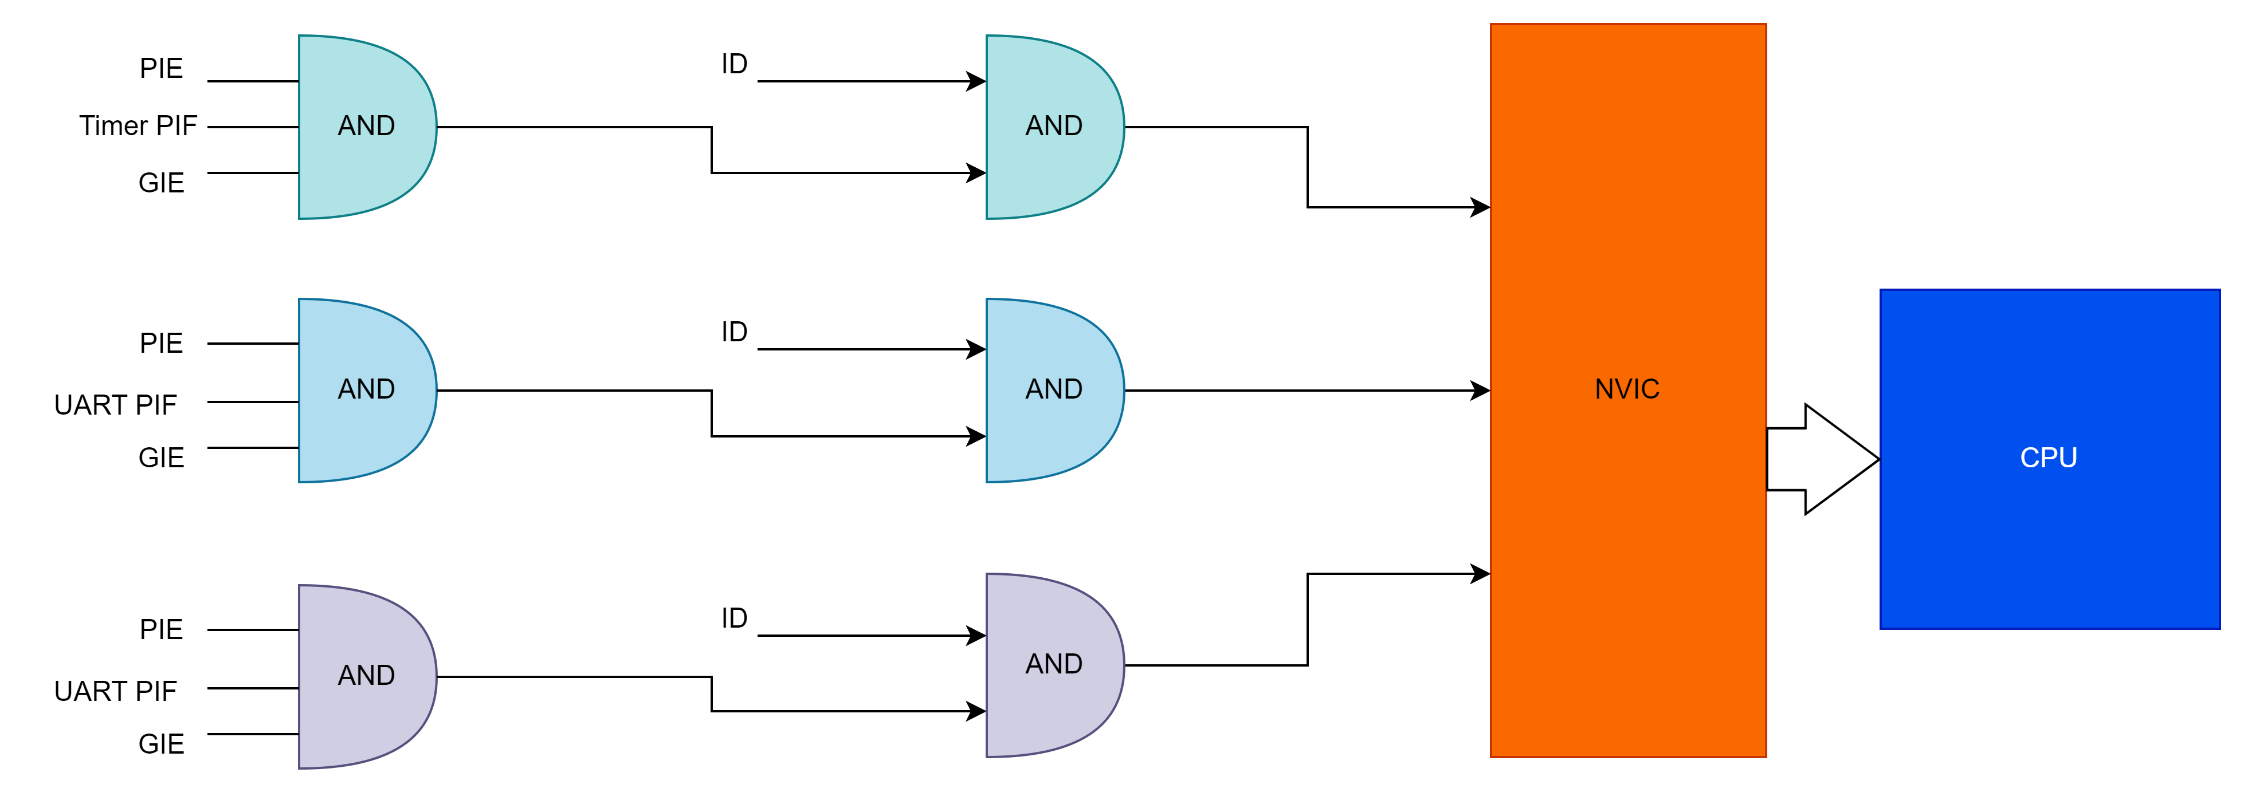 PIE
Timer PIF
GIE
AND
ID
AND
PIE
UART PIF
GIE
AND
ID
AND
NVIC
CPU
PIE
UART PIF
GIE
AND
ID
AND